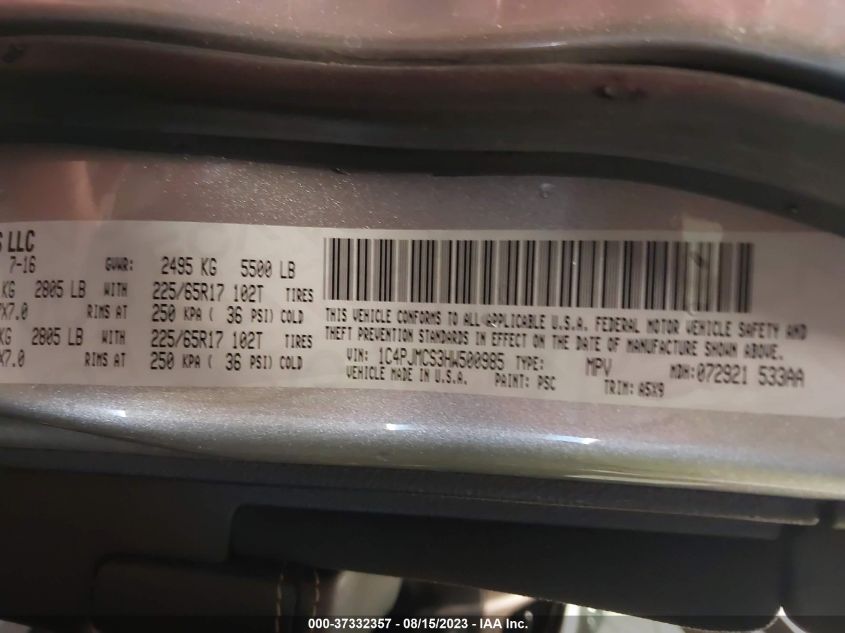 S LLC
7-16 GVWR: 2495 KG 5500 LB
KG 2805 LB WITH 225/65R17 102T TIRES
X7.0 RIMS AT 250 KPA ( 36 PSI) COLD
KG 2805 LB WITH 225/65R17 102T TIRES
X7.0 RIMS AT 250 KPA ( 36 PSI) COLD
THIS VEHICLE CONFORMS TO ALL APPLICABLE U.S.A. FEDERAL MOTOR VEHICLE SAFETY AND
THEFT PREVENTION STANDARDS IN EFFECT ON THE DATE OF MANUFACTURE SHOWN ABOVE.
VIN: 1C4PJMCS3HW500985 TYPE: MPV MDH:072921 533AA
VEHICLE MADE IN U.S.A. PAINT: PSC TRIM: A5X9
000-37332357 - 08/15/2023 - IAA Inc.